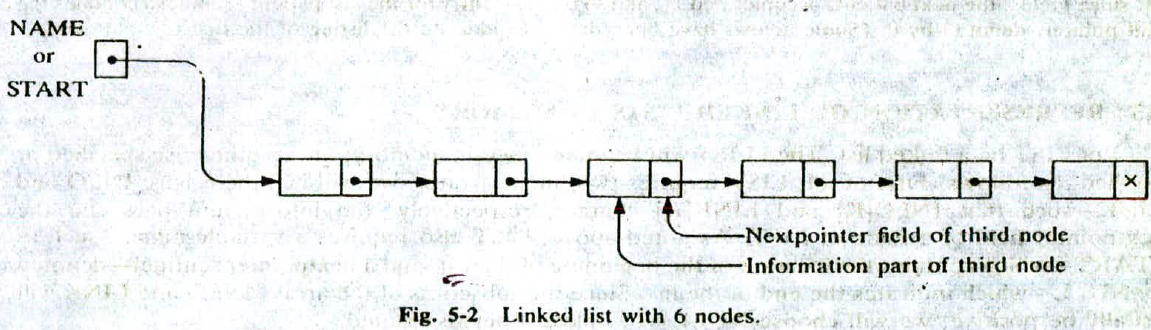 NAME
or
START
×
Nextpointer field of third node
Information part of third node
Fig. 5-2 Linked list with 6 nodes.